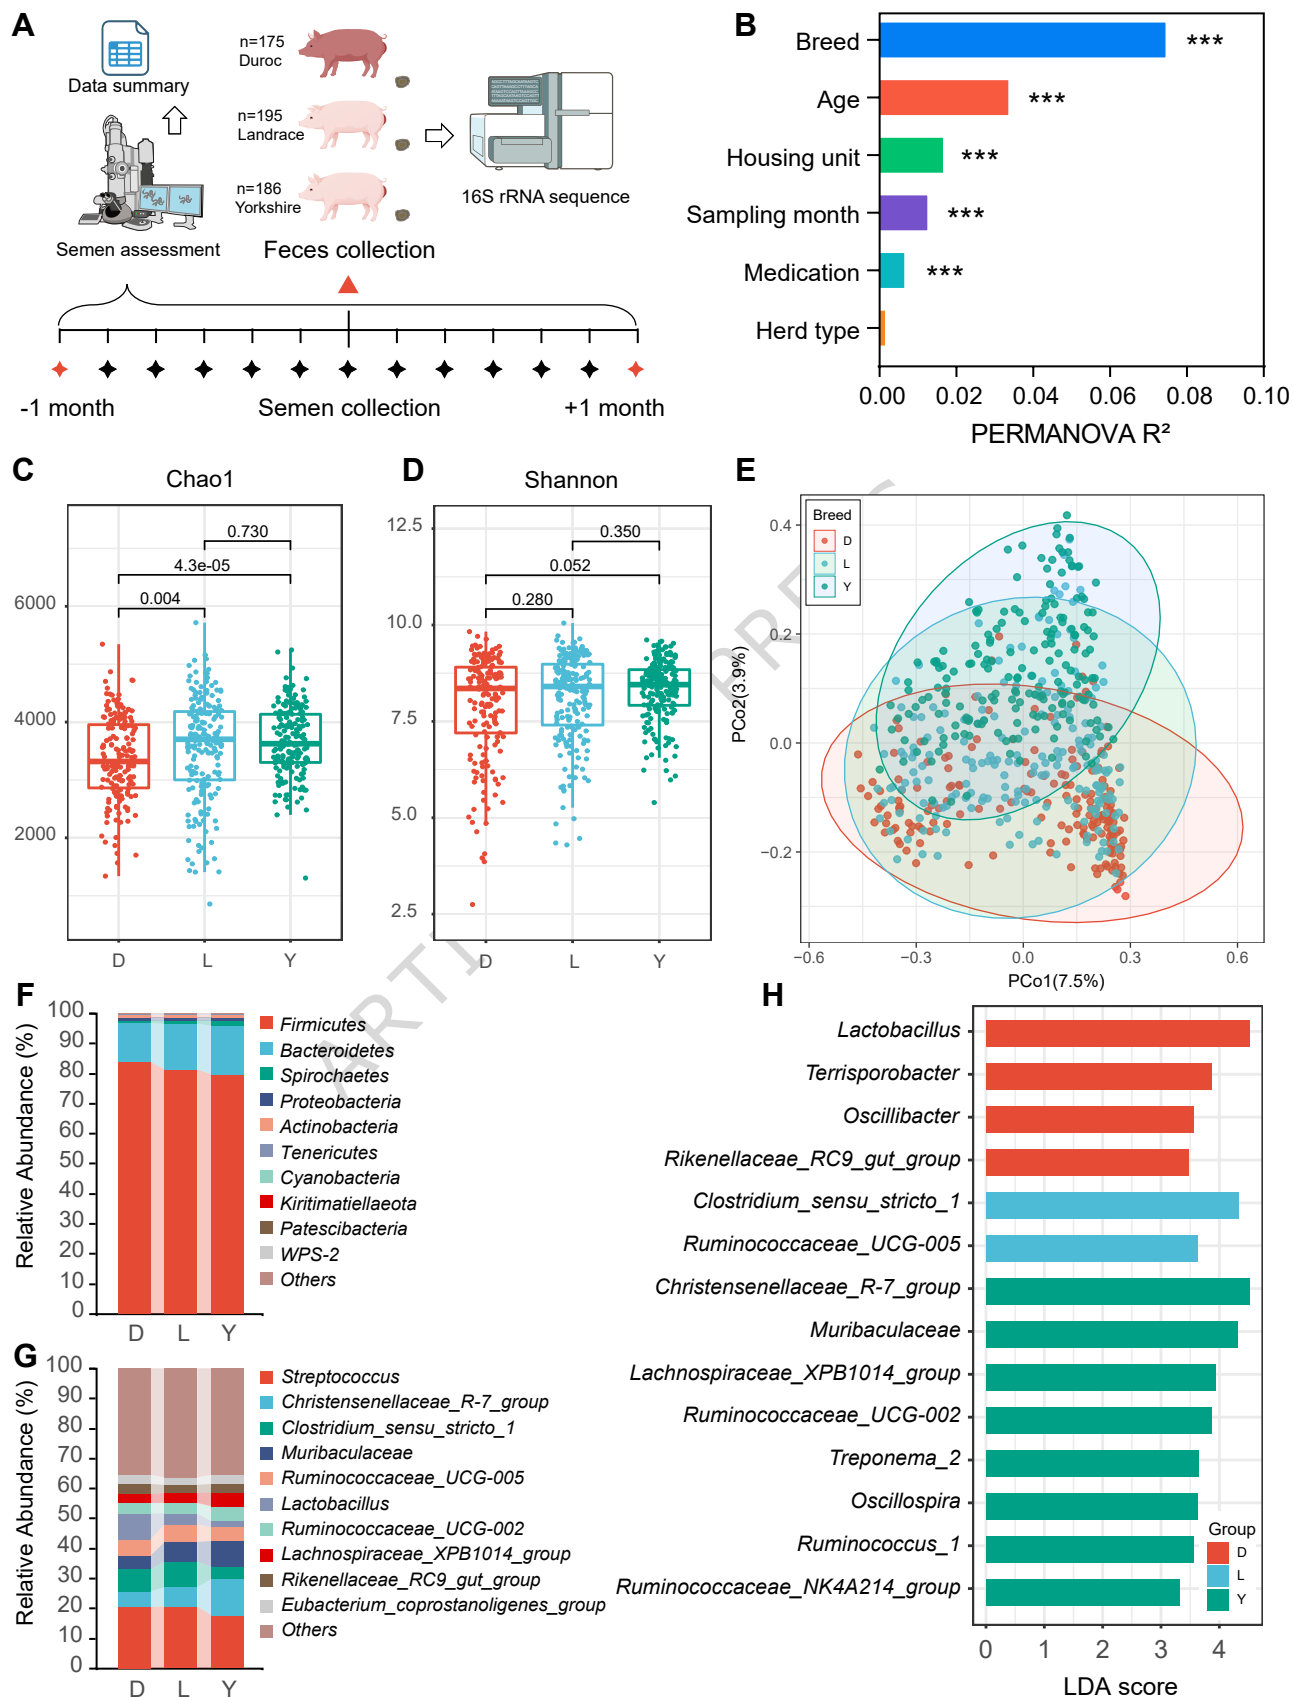 A
Data summary
Semen assessment
n=175
Duroc
n=195
Landrace
n=186
Yorkshire
16S rRNA sequence
Feces collection
-1 month
Semen collection
+1 month
B
Breed
***
Age
***
Housing unit
***
Sampling month
***
Medication
***
Herd type
0.00 0.02 0.04 0.06 0.08 0.10
PERMANOVA R²
C
Chao1
0.730
4.3e-05
0.004
6000
4000
2000
D L Y
D
Shannon
0.350
0.052
0.280
12.5
10.0
7.5
5.0
2.5
D L Y
E
Breed
D
L
Y
0.4
0.2
0.0
−0.2
PCo2(3.9%)
−0.6 −0.3 0.0 0.3 0.6
PCo1(7.5%)
F
Relative Abundance (%)
100
90
80
70
60
50
40
30
20
10
0
D L Y
Firmicutes
Bacteroidetes
Spirochaetes
Proteobacteria
Actinobacteria
Tenericutes
Cyanobacteria
Kiritimatiellaeota
Patescibacteria
WPS-2
Others
G
Relative Abundance (%)
100
90
80
70
60
50
40
30
20
10
0
D L Y
Streptococcus
Christensenellaceae_R-7_group
Clostridium_sensu_stricto_1
Muribaculaceae
Ruminococcaceae_UCG-005
Lactobacillus
Ruminococcaceae_UCG-002
Lachnospiraceae_XPB1014_group
Rikenellaceae_RC9_gut_group
Eubacterium_coprostanoligenes_group
Others
H
Lactobacillus
Terrisporobacter
Oscillibacter
Rikenellaceae_RC9_gut_group
Clostridium_sensu_stricto_1
Ruminococcaceae_UCG-005
Christensenellaceae_R-7_group
Muribaculaceae
Lachnospiraceae_XPB1014_group
Ruminococcaceae_UCG-002
Treponema_2
Oscillospira
Ruminococcus_1
Ruminococcaceae_NK4A214_group
Group
D
L
Y
0 1 2 3 4
LDA score